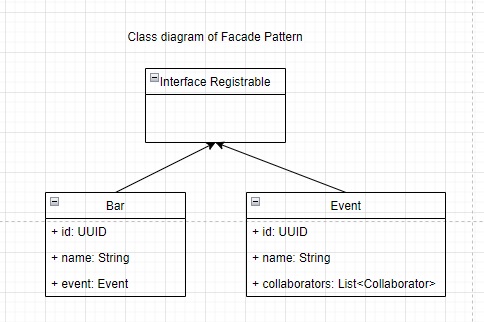 Class diagram of Facade Pattern
Interface Registrable
Bar
+ id: UUID
+ name: String
+ event: Event
Event
+ id: UUID
+ name: String
+ collaborators: List<Collaborator>